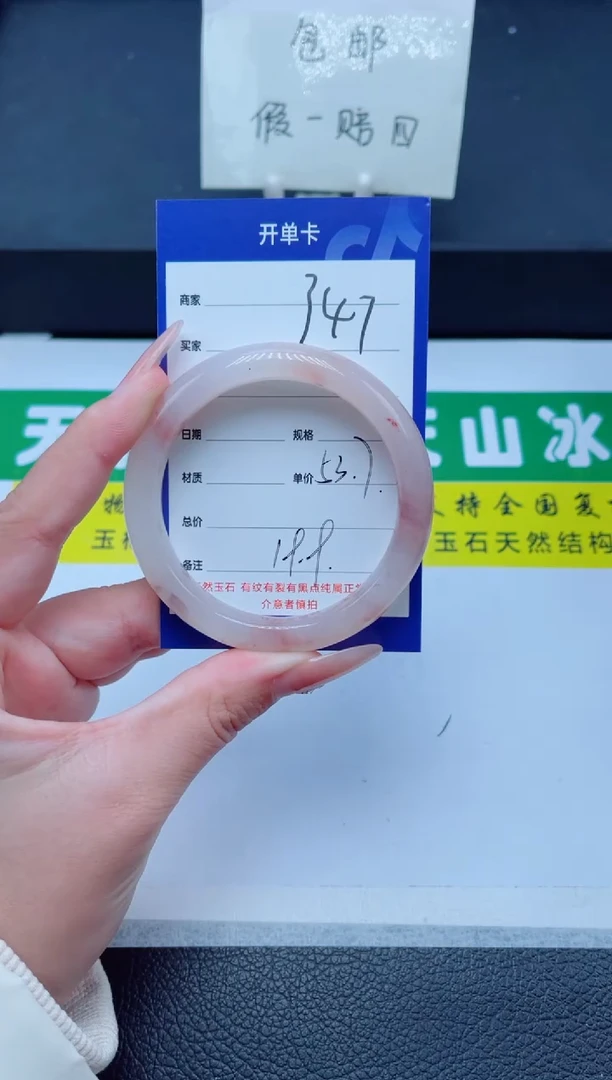 包邮
假一赔四
开单卡
商家 347
买家
日期 规格
材质 单价 53.7
总价
备注 19.9.
然玉石 有纹有裂有黑点纯属正
介意者慎拍
天 山冰
持全国复
玉 玉石天然结构